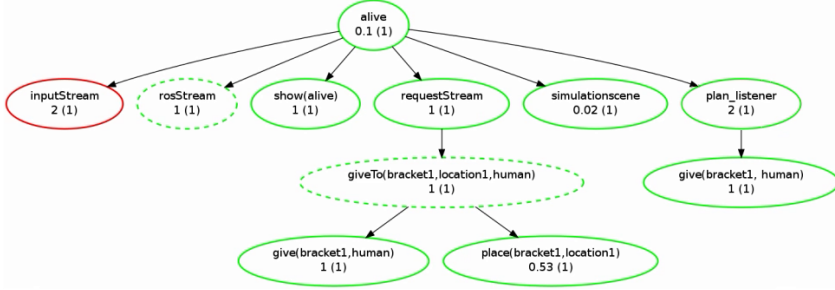 alive
0.1 (1)
inputStream
2 (1)
rosStream
1 (1)
show(alive)
1 (1)
requestStream
1 (1)
simulationscene
0.02 (1)
plan_listener
2 (1)
giveTo(bracket1,location1,human)
1 (1)
give(bracket1, human)
1 (1)
give(bracket1,human)
1 (1)
place(bracket1,location1)
0.53 (1)